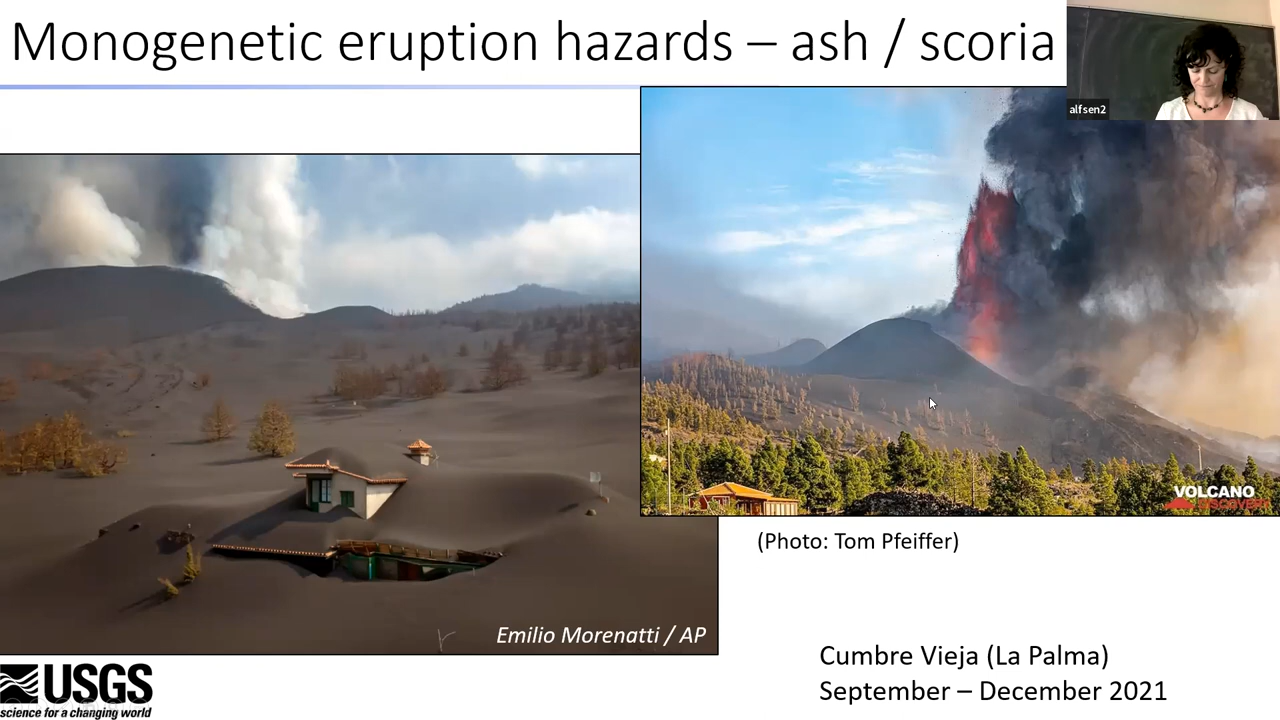 Monogenetic eruption hazards – ash / scoria
alfsen2
VOLCANO
DISCOVERY
(Photo: Tom Pfeiffer)
Emilio Morenatti / AP
Cumbre Vieja (La Palma)
September – December 2021
USGS
science for a changing world